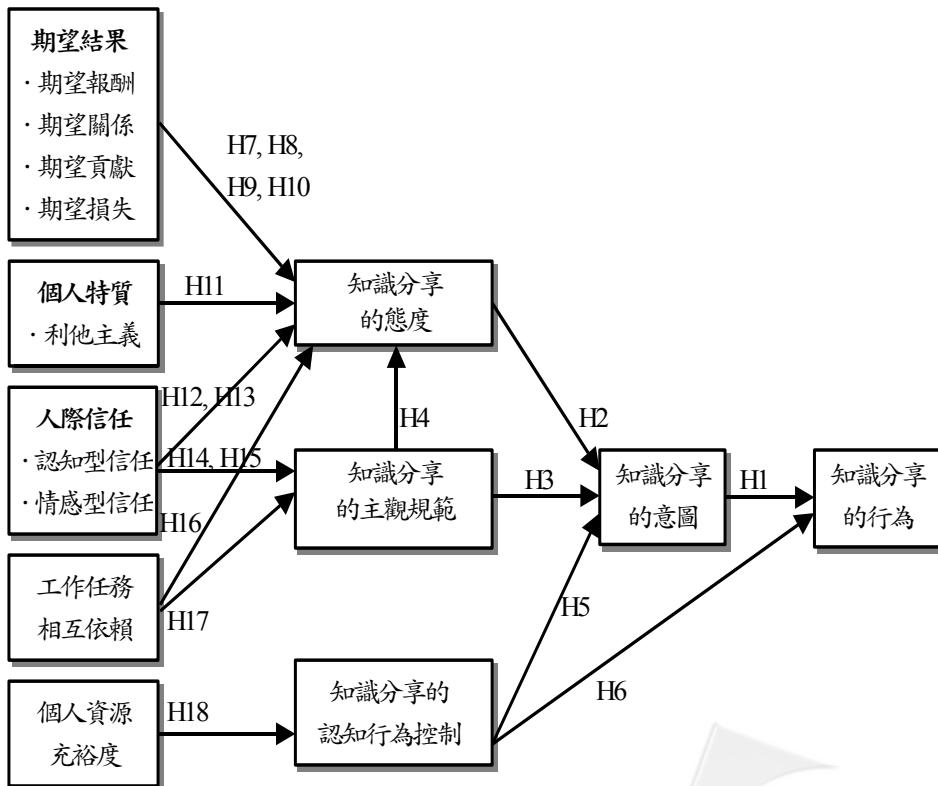 期望結果
·期望報酬
·期望關係
·期望貢獻
·期望損失
H7, H8,
H9, H10
個人特質
·利他主義
H11
知識分享
的態度
人際信任
·認知型信任
·情感型信任
H12, H13
H14, H15
H4
H2
知識分享
的主觀規範
H3
知識分享
的意圖
H1
知識分享
的行為
H16
工作任務
相互依賴
H17
H5
H6
個人資源
充裕度
H18
知識分享的
認知行為控制